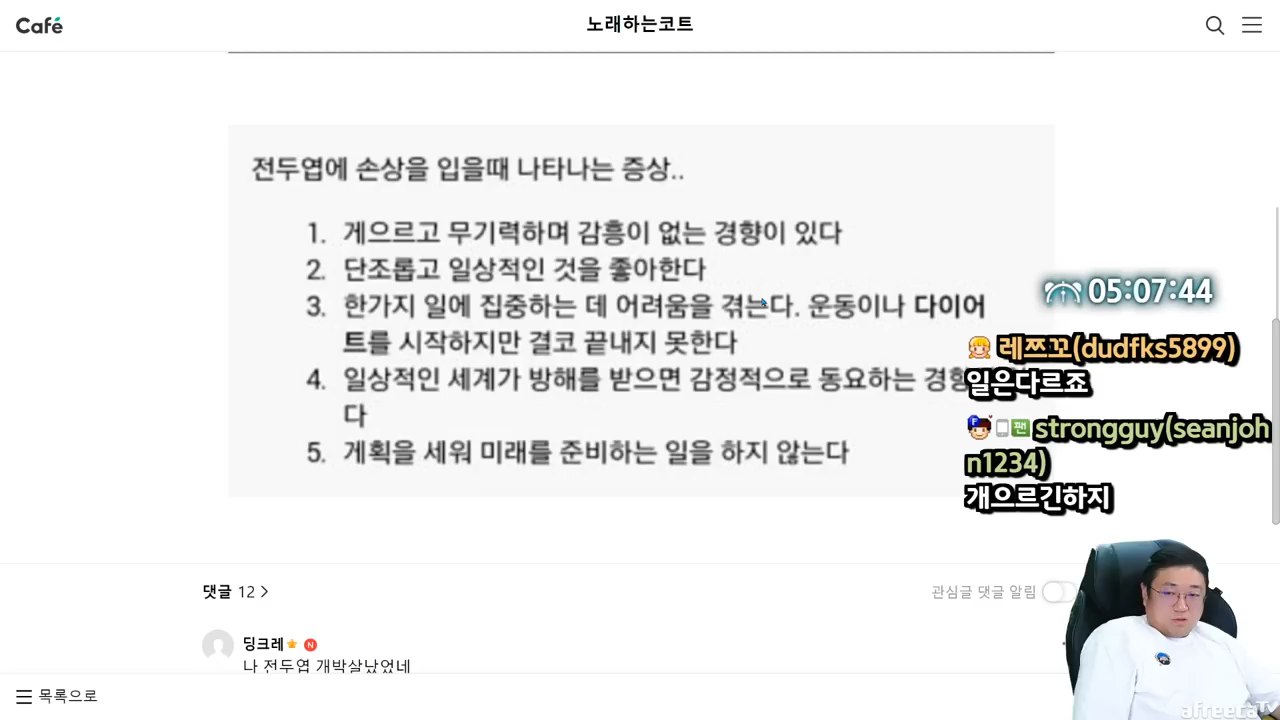 Café
노래하는코트
전두엽에 손상을 입을때 나타나는 증상..
1. 게으르고 무기력하며 감흥이 없는 경향이 있다
2. 단조롭고 일상적인 것을 좋아한다
3. 한가지 일에 집중하는 데 어려움을 겪는다. 운동이나 다이어
트를 시작하지만 결코 끝내지 못한다
4. 일상적인 세계가 방해를 받으면 감정적으로 동요하는 경향
다
5. 계획을 세워 미래를 준비하는 일을 하지 않는다
05:07:44
레쯔꼬(dudfks5899)
일은다르죠
F 팬 strongguy(seanjoh
n1234)
개으르긴하지
댓글 12 >
관심글 댓글 알림
딩크레 N
나 전두엽 개박살났었네
목록으로
afreecaTV